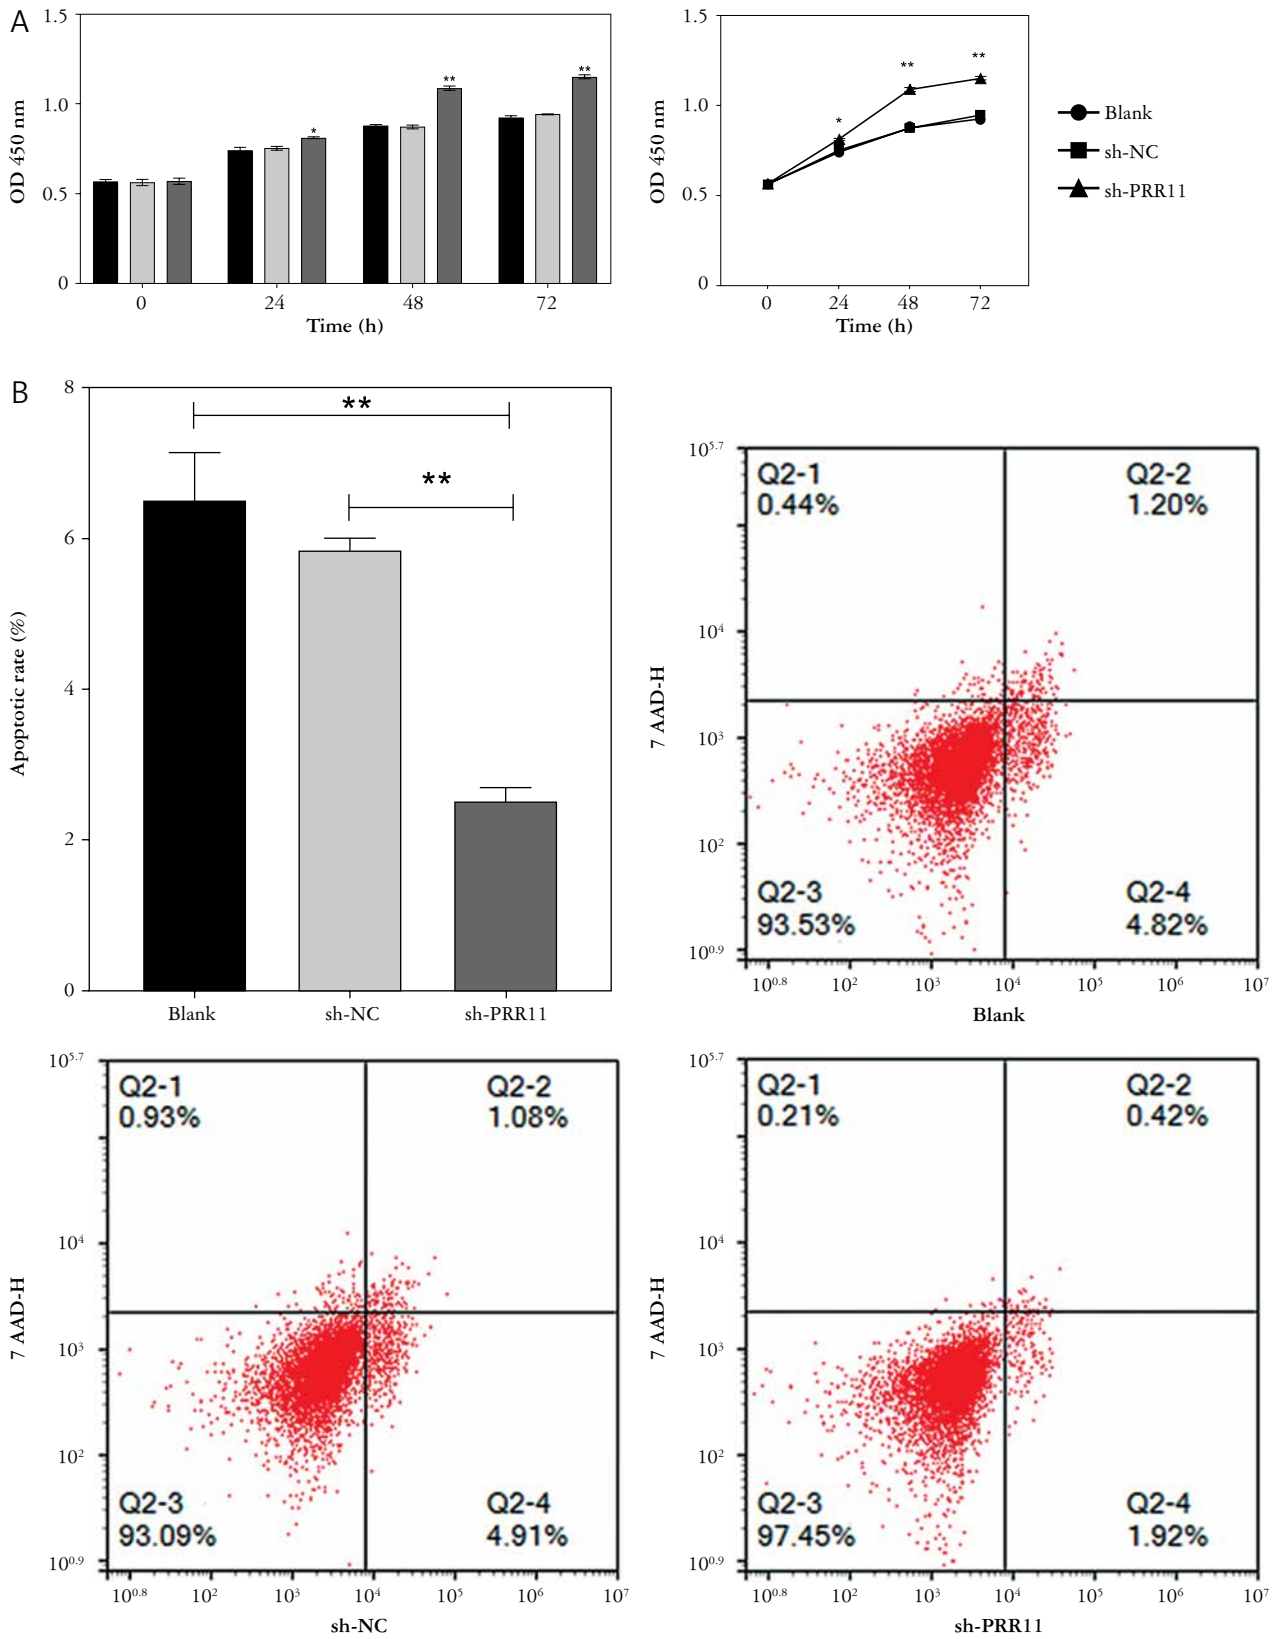 A
OD 450 nm
1.5
1.0
0.5
0
*
**
**
0 24 48 72
Time (h)
OD 450 nm
1.5
1.0
0.5
0
*
**
**
0 24 48 72
Time (h)
Blank
sh-NC
sh-PRR11
B
Apoptotic rate (%)
8
6
4
2
0
**
**
Blank sh-NC sh-PRR11
7 AAD-H
10^5.7
10^4
10^3
10^2
10^0.9
Q2-1
0.44%
Q2-2
1.20%
Q2-3
93.53%
Q2-4
4.82%
10^0.8 10^2 10^3 10^4 10^5 10^6 10^7
Blank
7 AAD-H
10^5.7
10^4
10^3
10^2
10^0.9
Q2-1
0.93%
Q2-2
1.08%
Q2-3
93.09%
Q2-4
4.91%
10^0.8 10^2 10^3 10^4 10^5 10^6 10^7
sh-NC
7 AAD-H
10^5.7
10^4
10^3
10^2
10^0.9
Q2-1
0.21%
Q2-2
0.42%
Q2-3
97.45%
Q2-4
1.92%
10^0.8 10^2 10^3 10^4 10^5 10^6 10^7
sh-PRR11